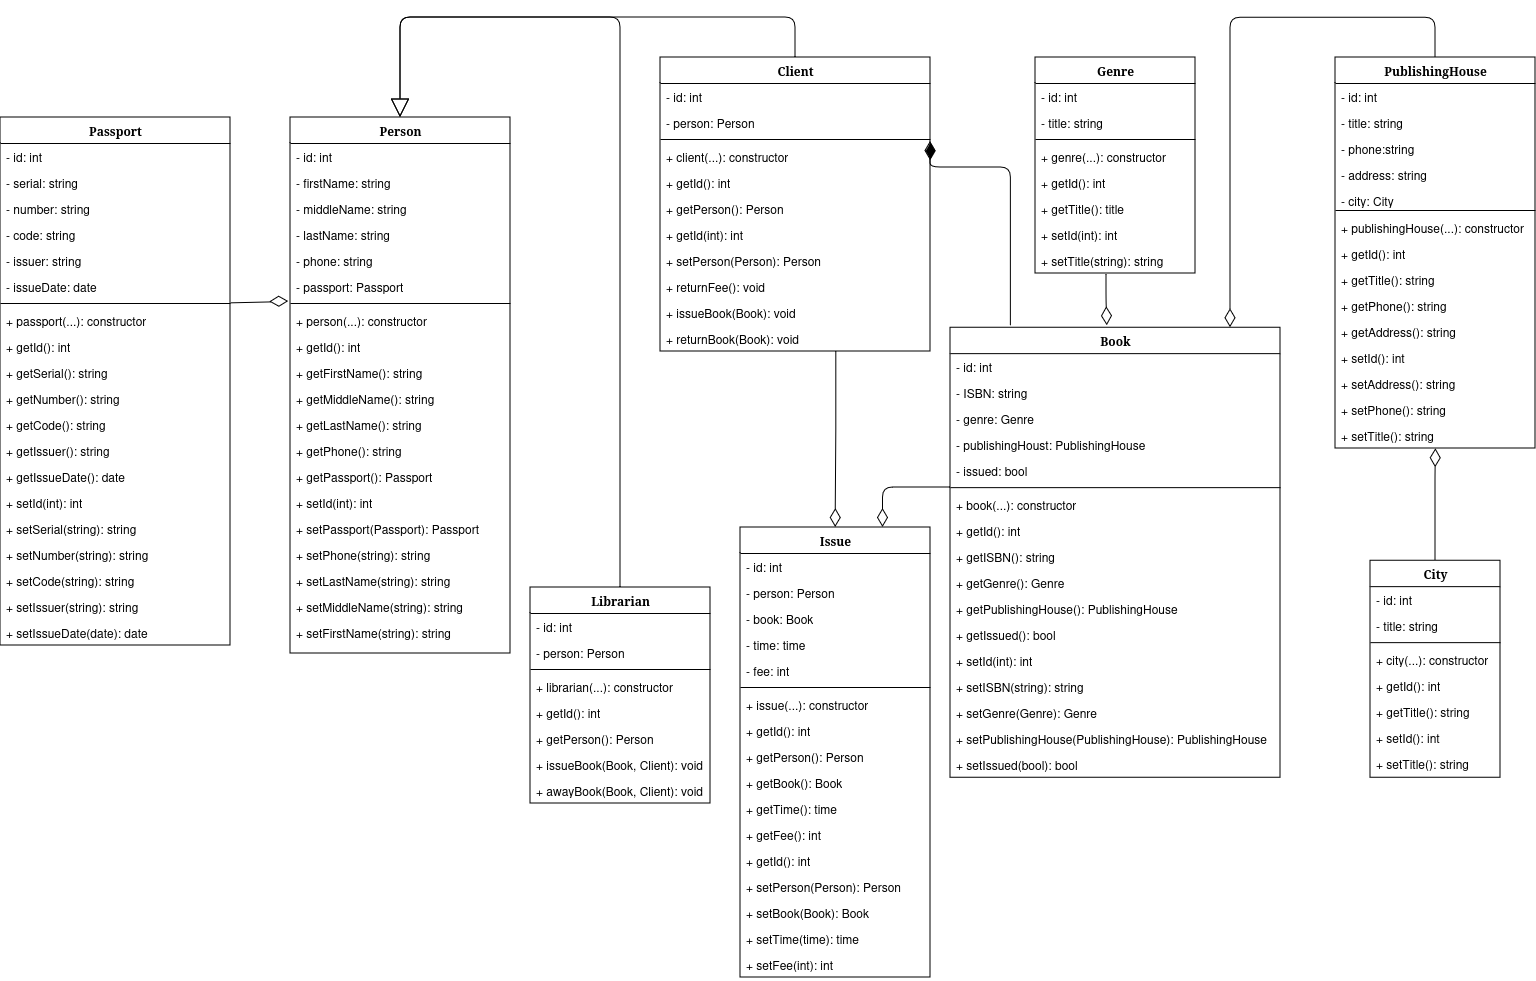 Passport
- id: int
- serial: string
- number: string
- code: string
- issuer: string
- issueDate: date
+ passport(...): constructor
+ getId(): int
+ getSerial(): string
+ getNumber(): string
+ getCode(): string
+ getIssuer(): string
+ getIssueDate(): date
+ setId(int): int
+ setSerial(string): string
+ setNumber(string): string
+ setCode(string): string
+ setIssuer(string): string
+ setIssueDate(date): date
Person
- id: int
- firstName: string
- middleName: string
- lastName: string
- phone: string
- passport: Passport
+ person(...): constructor
+ getId(): int
+ getFirstName(): string
+ getMiddleName(): string
+ getLastName(): string
+ getPhone(): string
+ getPassport(): Passport
+ setId(int): int
+ setPassport(Passport): Passport
+ setPhone(string): string
+ setLastName(string): string
+ setMiddleName(string): string
+ setFirstName(string): string
Librarian
- id: int
- person: Person
+ librarian(...): constructor
+ getId(): int
+ getPerson(): Person
+ issueBook(Book, Client): void
+ awayBook(Book, Client): void
Client
- id: int
- person: Person
+ client(...): constructor
+ getId(): int
+ getPerson(): Person
+ getId(int): int
+ setPerson(Person): Person
+ returnFee(): void
+ issueBook(Book): void
+ returnBook(Book): void
Issue
- id: int
- person: Person
- book: Book
- time: time
- fee: int
+ issue(...): constructor
+ getId(): int
+ getPerson(): Person
+ getBook(): Book
+ getTime(): time
+ getFee(): int
+ getId(): int
+ setPerson(Person): Person
+ setBook(Book): Book
+ setTime(time): time
+ setFee(int): int
Genre
- id: int
- title: string
+ genre(...): constructor
+ getId(): int
+ getTitle(): title
+ setId(int): int
+ setTitle(string): string
Book
- id: int
- ISBN: string
- genre: Genre
- publishingHoust: PublishingHouse
- issued: bool
+ book(...): constructor
+ getId(): int
+ getISBN(): string
+ getGenre(): Genre
+ getPublishingHouse(): PublishingHouse
+ getIssued(): bool
+ setId(int): int
+ setISBN(string): string
+ setGenre(Genre): Genre
+ setPublishingHouse(PublishingHouse): PublishingHouse
+ setIssued(bool): bool
PublishingHouse
- id: int
- title: string
- phone:string
- address: string
- city: City
+ publishingHouse(...): constructor
+ getId(): int
+ getTitle(): string
+ getPhone(): string
+ getAddress(): string
+ setId(): int
+ setAddress(): string
+ setPhone(): string
+ setTitle(): string
City
- id: int
- title: string
+ city(...): constructor
+ getId(): int
+ getTitle(): string
+ setId(): int
+ setTitle(): string